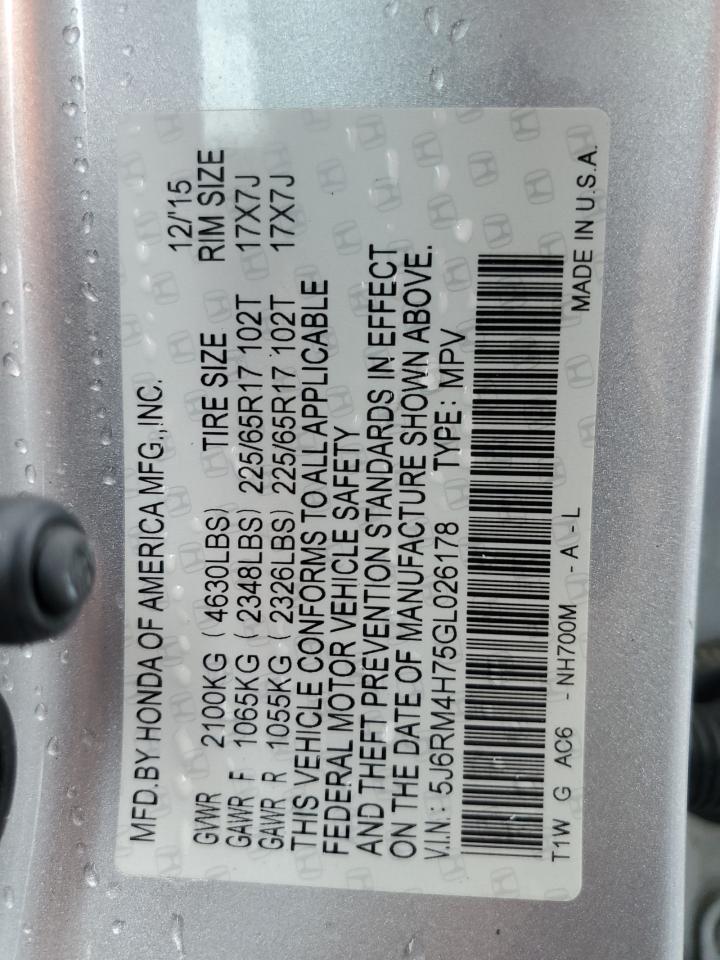 MFD.BY HONDA OF AMERICA MFG.,INC. 12/'15
GVWR 2100KG ( 4630LBS) TIRE SIZE RIM SIZE
GAWR F 1065KG ( 2348LBS) 225/65R17 102T 17X7J
GAWR R 1055KG ( 2326LBS) 225/65R17 102T 17X7J
THIS VEHICLE CONFORMS TO ALL APPLICABLE
FEDERAL MOTOR VEHICLE SAFETY
AND THEFT PREVENTION STANDARDS IN EFFECT
ON THE DATE OF MANUFACTURE SHOWN ABOVE.
V.I.N.: 5J6RM4H75GL026178 TYPE: MPV
T1W G AC6 - NH700M - A - L MADE IN U.S.A.